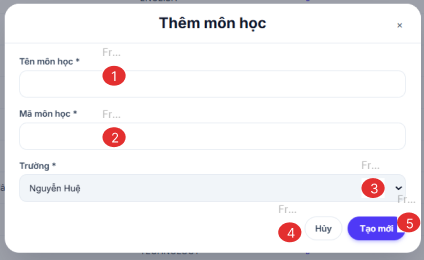 Thêm môn học
×
Fr...
Tên môn học *
1
Fr...
Mã môn học *
2
Trường *
Fr...
Nguyễn Huệ
3
Fr...
Fr...
4
Hủy
Tạo mới
5